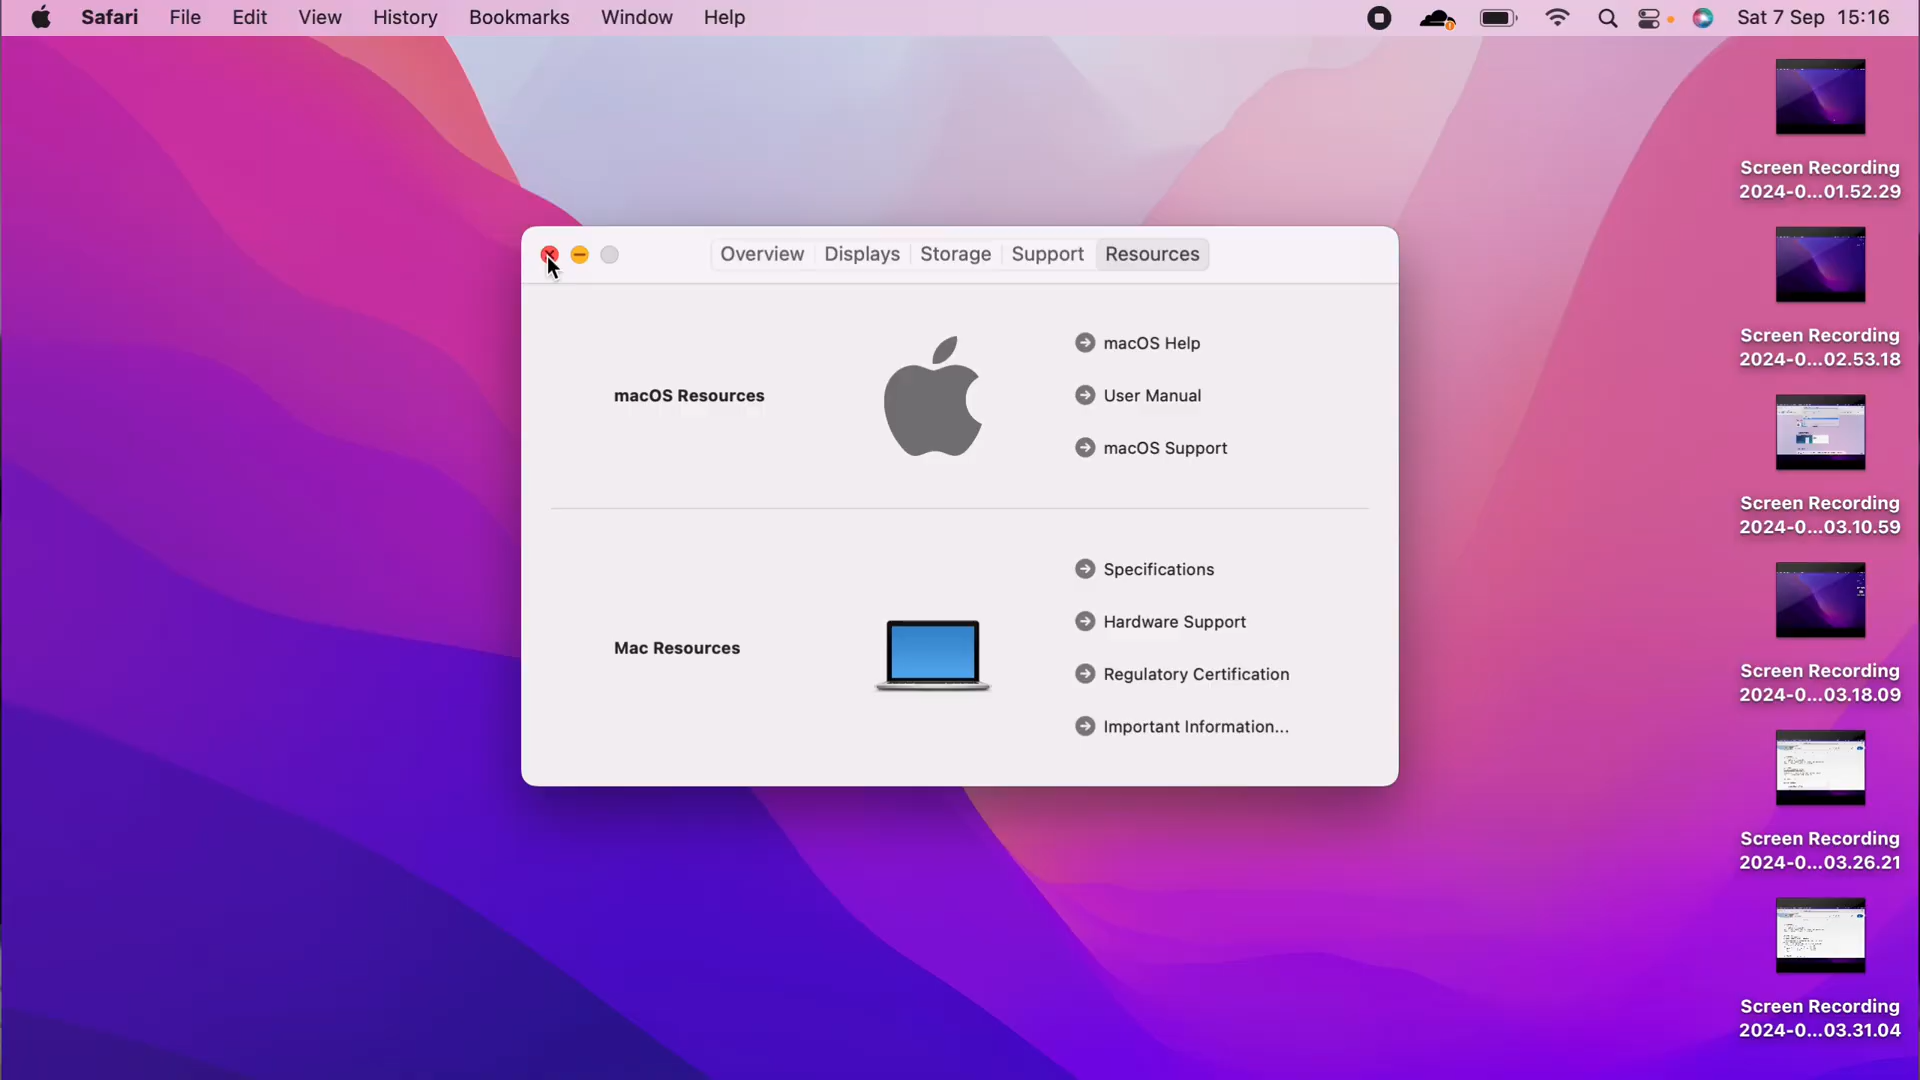 Safari File Edit View History Bookmarks Window Help Sat 7 Sep 15:16
Overview Displays Storage Support Resources
macOS Resources
macOS Help
User Manual
macOS Support
Mac Resources
Specifications
Hardware Support
Regulatory Certification
Important Information...
Screen Recording
2024-0...01.52.29
Screen Recording
2024-0...02.53.18
Screen Recording
2024-0...03.10.59
Screen Recording
2024-0...03.18.09
Screen Recording
2024-0...03.26.21
Screen Recording
2024-0...03.31.04